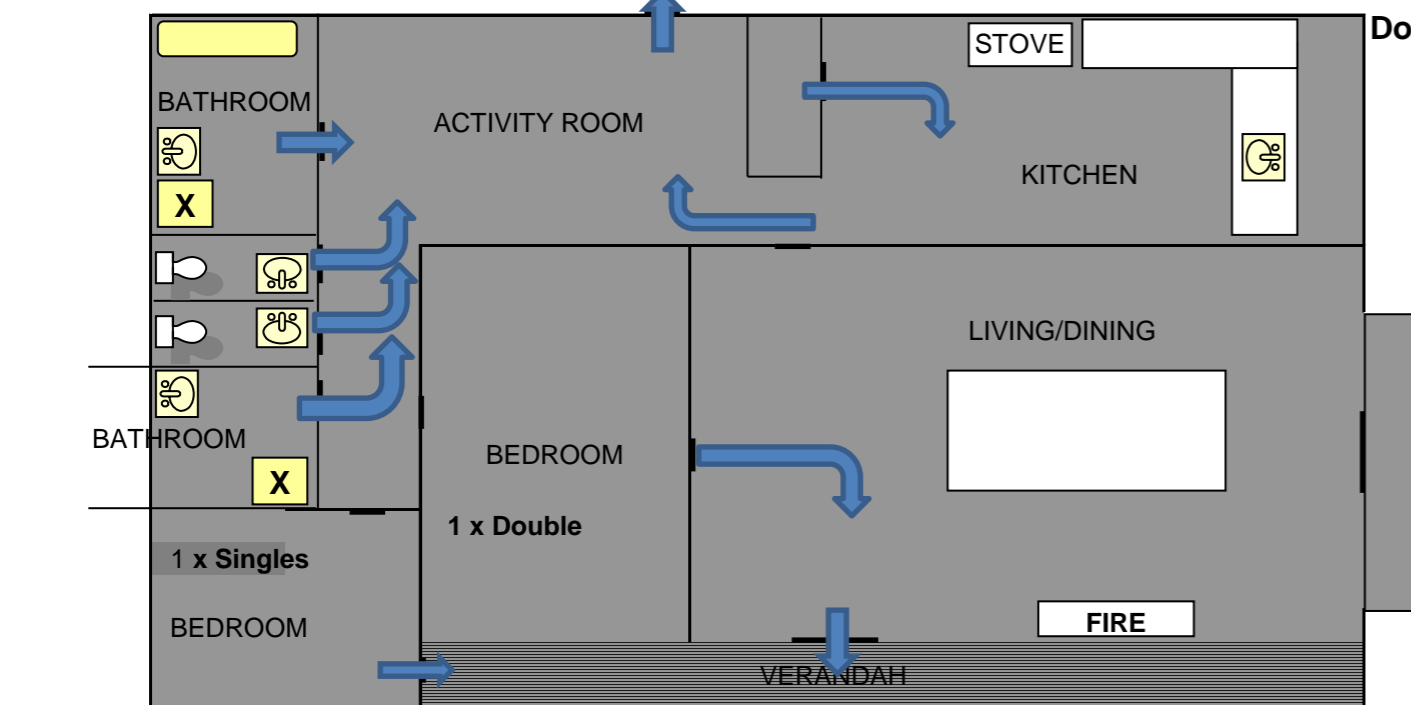 Do
STOVE
BATHROOM
ACTIVITY ROOM
KITCHEN
X
LIVING/DINING
BATHROOM
BEDROOM
X
1 x Double
1 x Singles
FIRE
BEDROOM
VERANDAH